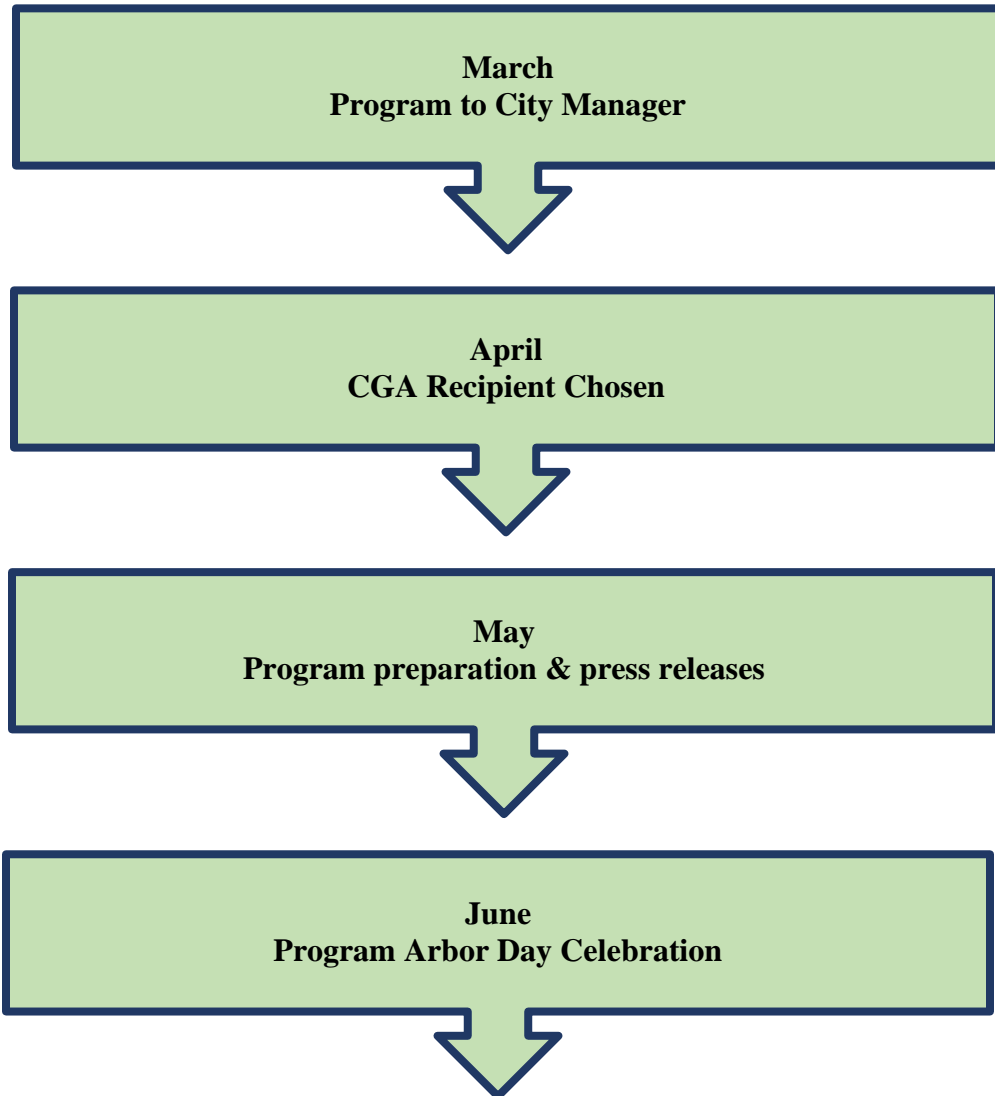 March
Program to City Manager
April
CGA Recipient Chosen
May
Program preparation & press releases
June
Program Arbor Day Celebration